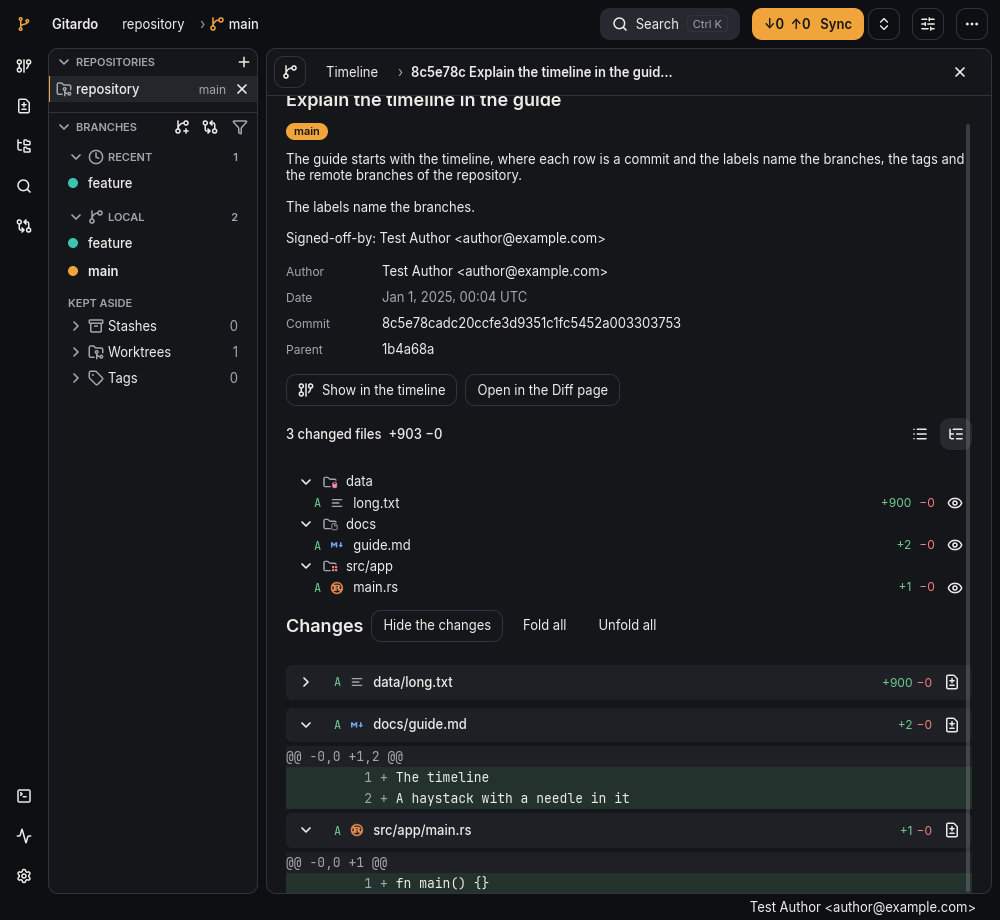 Gitardo repository › main Search Ctrl K ↓0 ↑0 Sync
REPOSITORIES
repository main
BRANCHES
RECENT 1
feature
LOCAL 2
feature
main
KEPT ASIDE
Stashes 0
Worktrees 1
Tags 0
Timeline › 8c5e78c Explain the timeline in the guid...
Explain the timeline in the guide
main
The guide starts with the timeline, where each row is a commit and the labels name the branches, the tags and
the remote branches of the repository.
The labels name the branches.
Signed-off-by: Test Author <author@example.com>
Author Test Author <author@example.com>
Date Jan 1, 2025, 00:04 UTC
Commit 8c5e78cadc20ccfe3d9351c1fc5452a003303753
Parent 1b4a68a
Show in the timeline Open in the Diff page
3 changed files +903 −0
data
A long.txt +900 −0
docs
A M↓ guide.md +2 −0
src/app
A main.rs +1 −0
Changes Hide the changes Fold all Unfold all
A data/long.txt +900 −0
A M↓ docs/guide.md +2 −0
@@ -0,0 +1,2 @@
1 + The timeline
2 + A haystack with a needle in it
A src/app/main.rs +1 −0
@@ -0,0 +1 @@
1 + fn main() {}
Test Author <author@example.com>